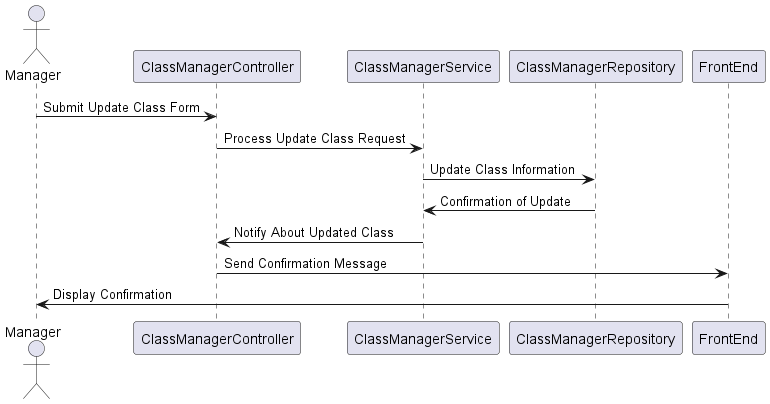 Manager
ClassManagerController
ClassManagerService
ClassManagerRepository
FrontEnd
Submit Update Class Form
Process Update Class Request
Update Class Information
Confirmation of Update
Notify About Updated Class
Send Confirmation Message
Display Confirmation
Manager
ClassManagerController
ClassManagerService
ClassManagerRepository
FrontEnd